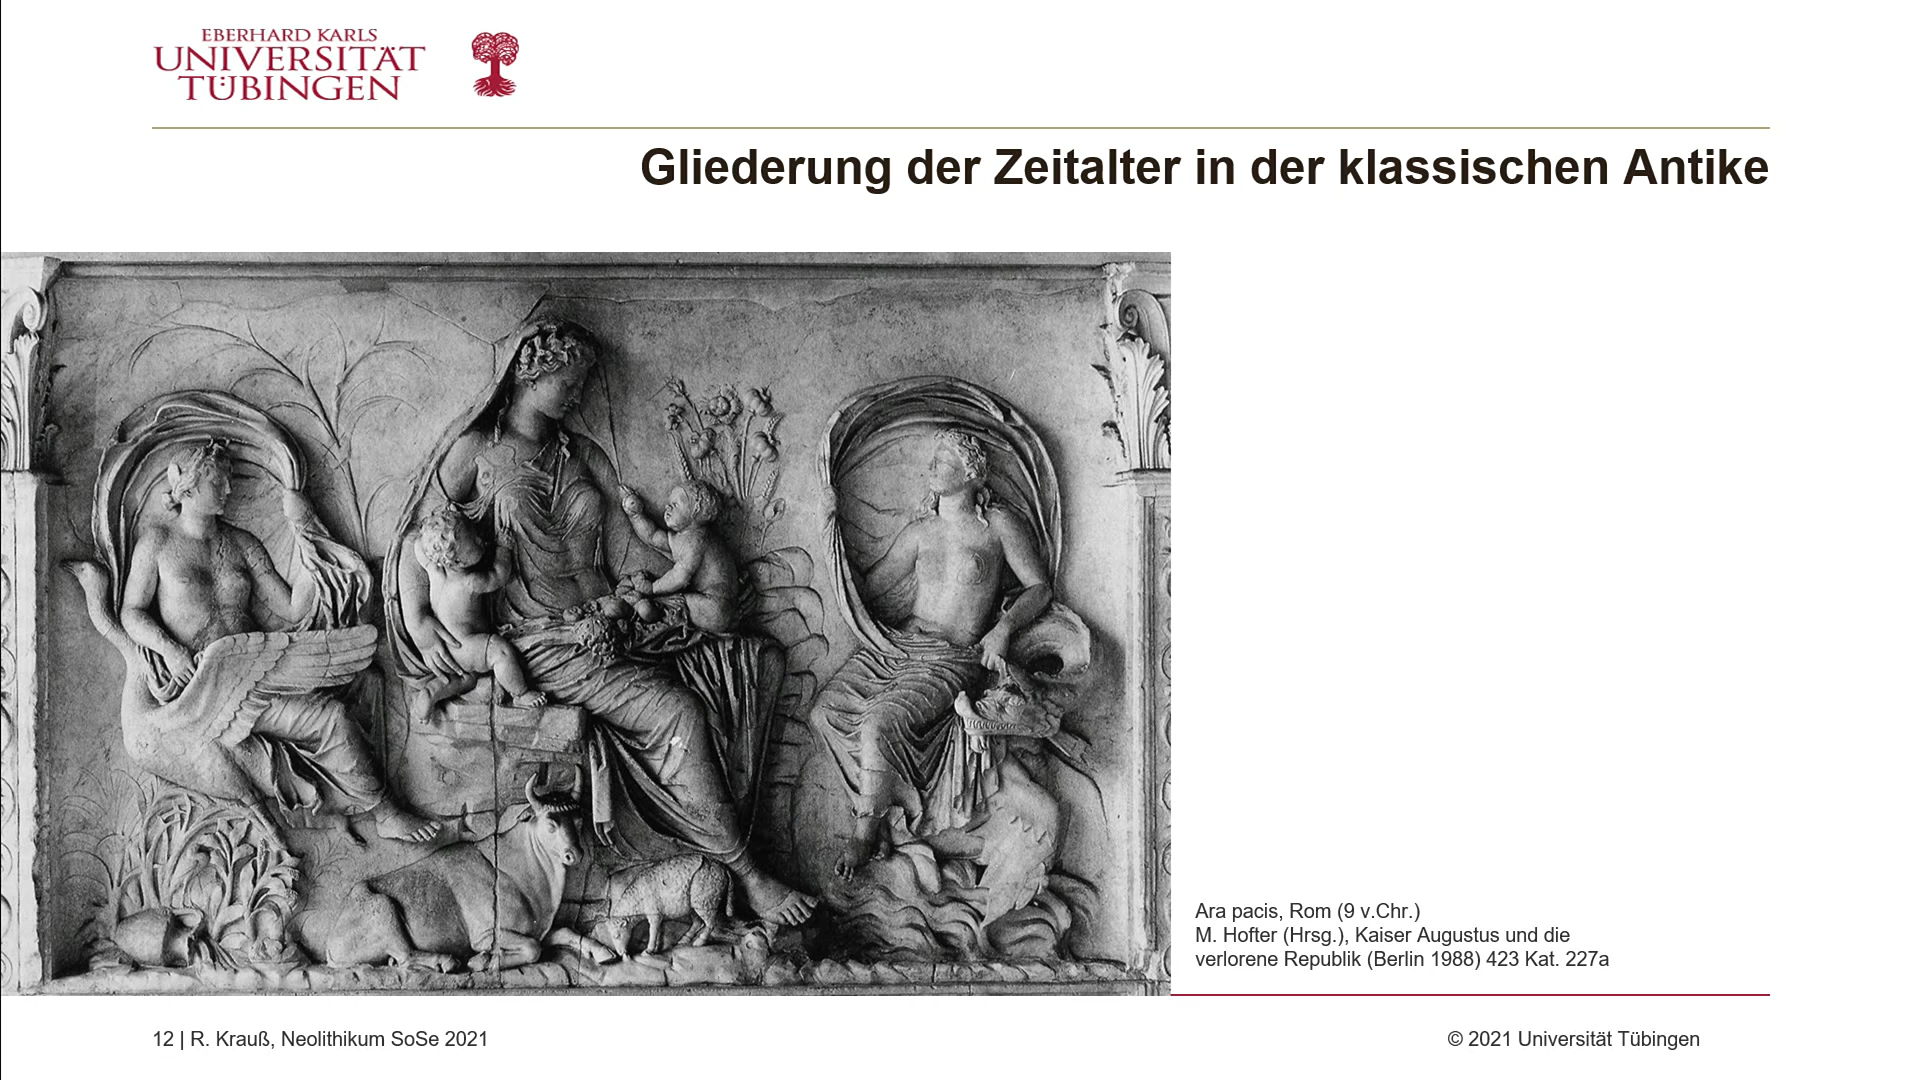 EBERHARD KARLS
UNIVERSITÄT
TÜBINGEN
Gliederung der Zeitalter in der klassischen Antike
Ara pacis, Rom (9 v.Chr.)
M. Hofter (Hrsg.), Kaiser Augustus und die
verlorene Republik (Berlin 1988) 423 Kat. 227a
12 | R. Krauß, Neolithikum SoSe 2021
© 2021 Universität Tübingen